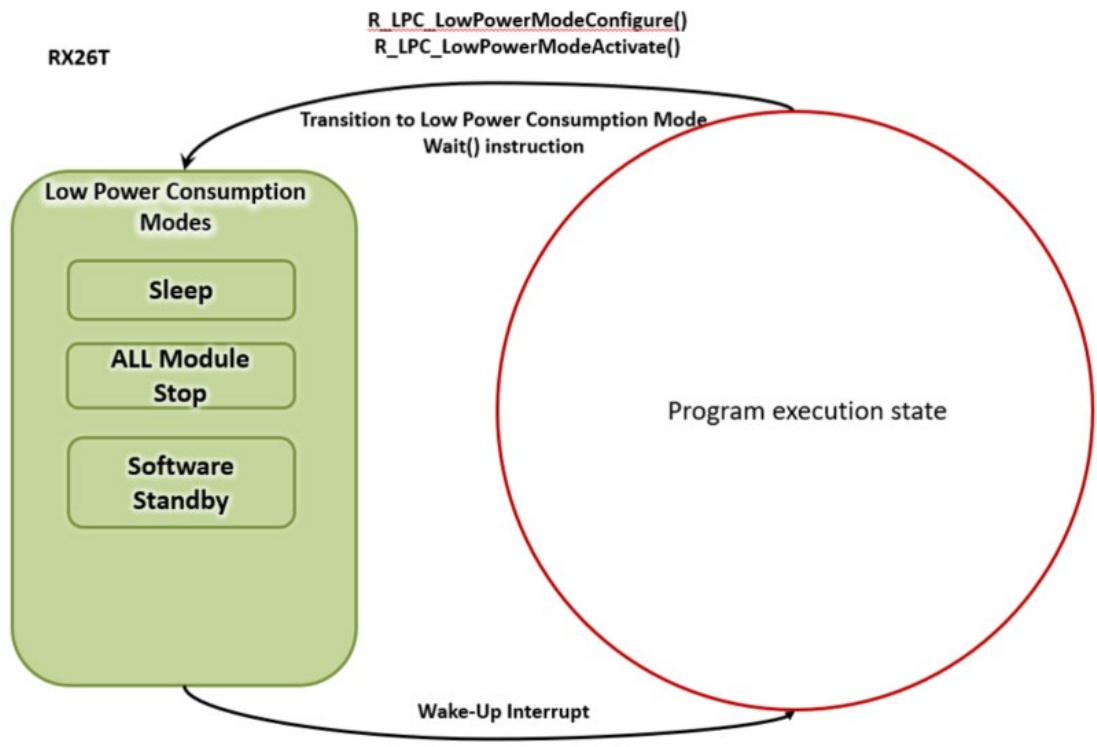 R_LPC_LowPowerModeConfigure()
R_LPC_LowPowerModeActivate()
RX26T
Transition to Low Power Consumption Mode
Wait() instruction
Low Power Consumption
Modes
Sleep
ALL Module
Stop
Software
Standby
Program execution state
Wake-Up Interrupt